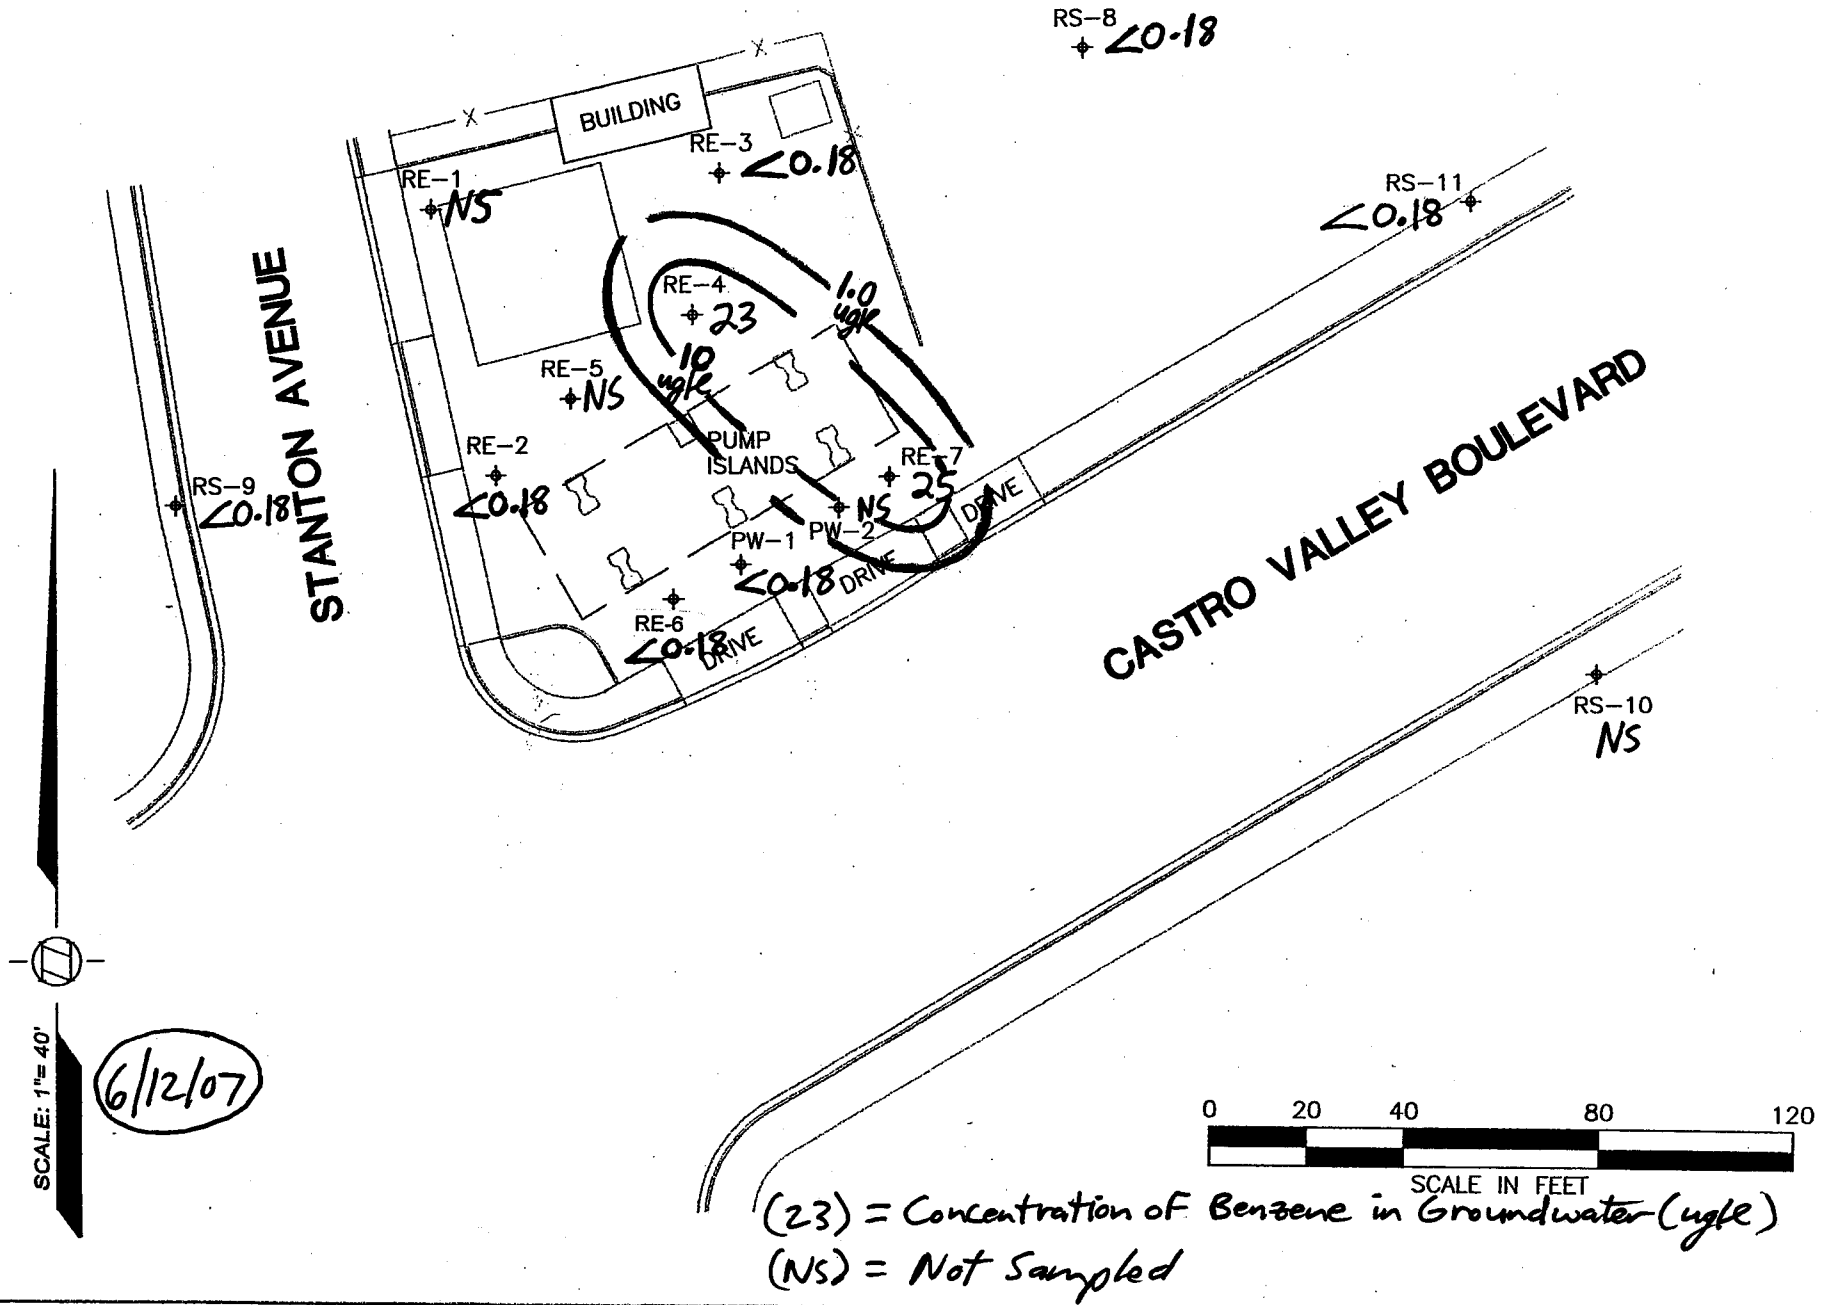 RS-8
<0.18
X
X
BUILDING
RE-3
<0.18
RE-1
NS
RS-11
<0.18
STANTON AVENUE
RE-4
23
1.0
ug/l
10
ug/l
RE-5
NS
RE-2
<0.18
PUMP
ISLANDS
RE-7
25
RS-9
<0.18
NS
PW-2
PW-1
<0.18
DRIVE
DRIVE
DRIVE
RE-6
<0.18
CASTRO VALLEY BOULEVARD
RS-10
NS
Z
SCALE: 1"= 40'
6/12/07
0 20 40 80 120
SCALE IN FEET
(23) = Concentration of Benzene in Groundwater (ug/l)
(NS) = Not Sampled